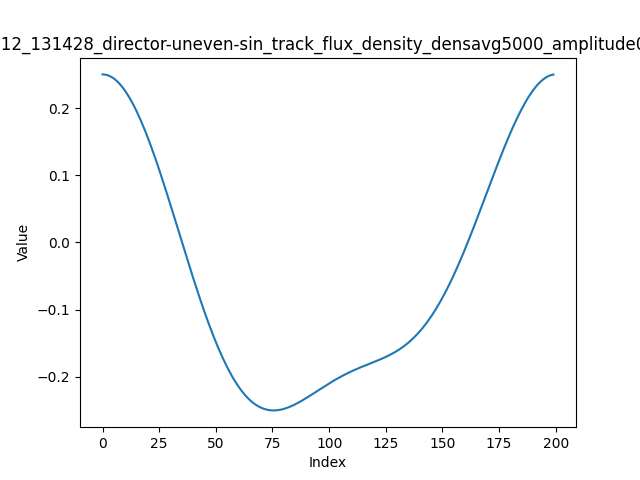 12_131428_director-uneven-sin_track_flux_density_densavg5000_amplitude0
0.2
0.1
0.0
−0.1
−0.2
Value
0 25 50 75 100 125 150 175 200
Index